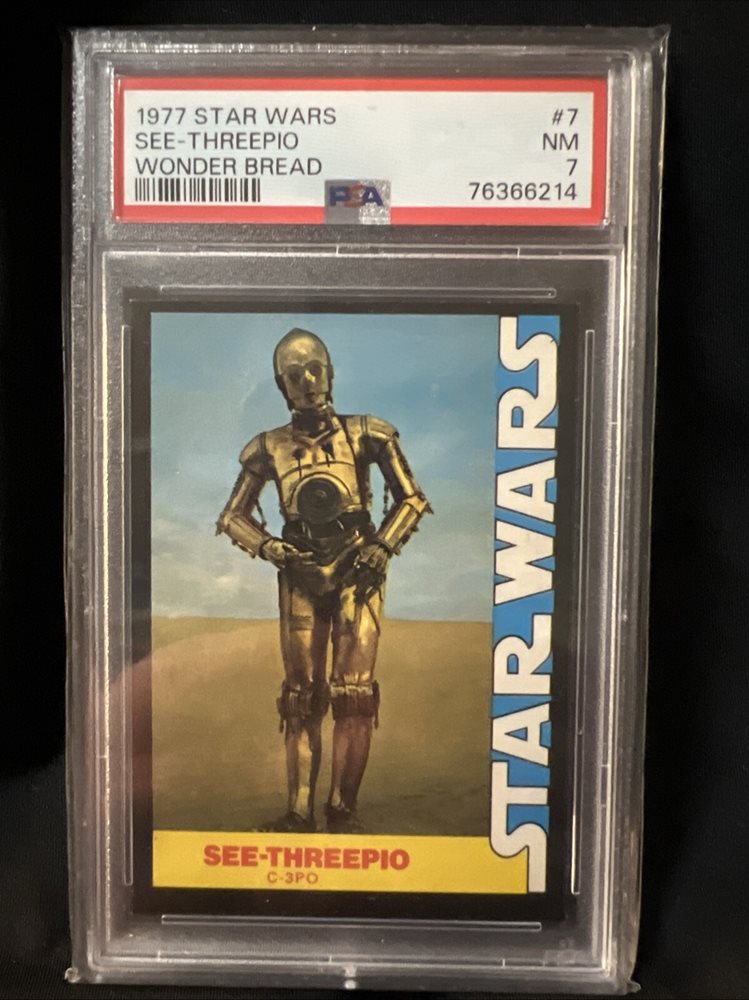 1977 STAR WARS #7
SEE-THREEPIO NM
WONDER BREAD 7
PSA 76366214
STAR WARS
SEE-THREEPIO
C-3PO